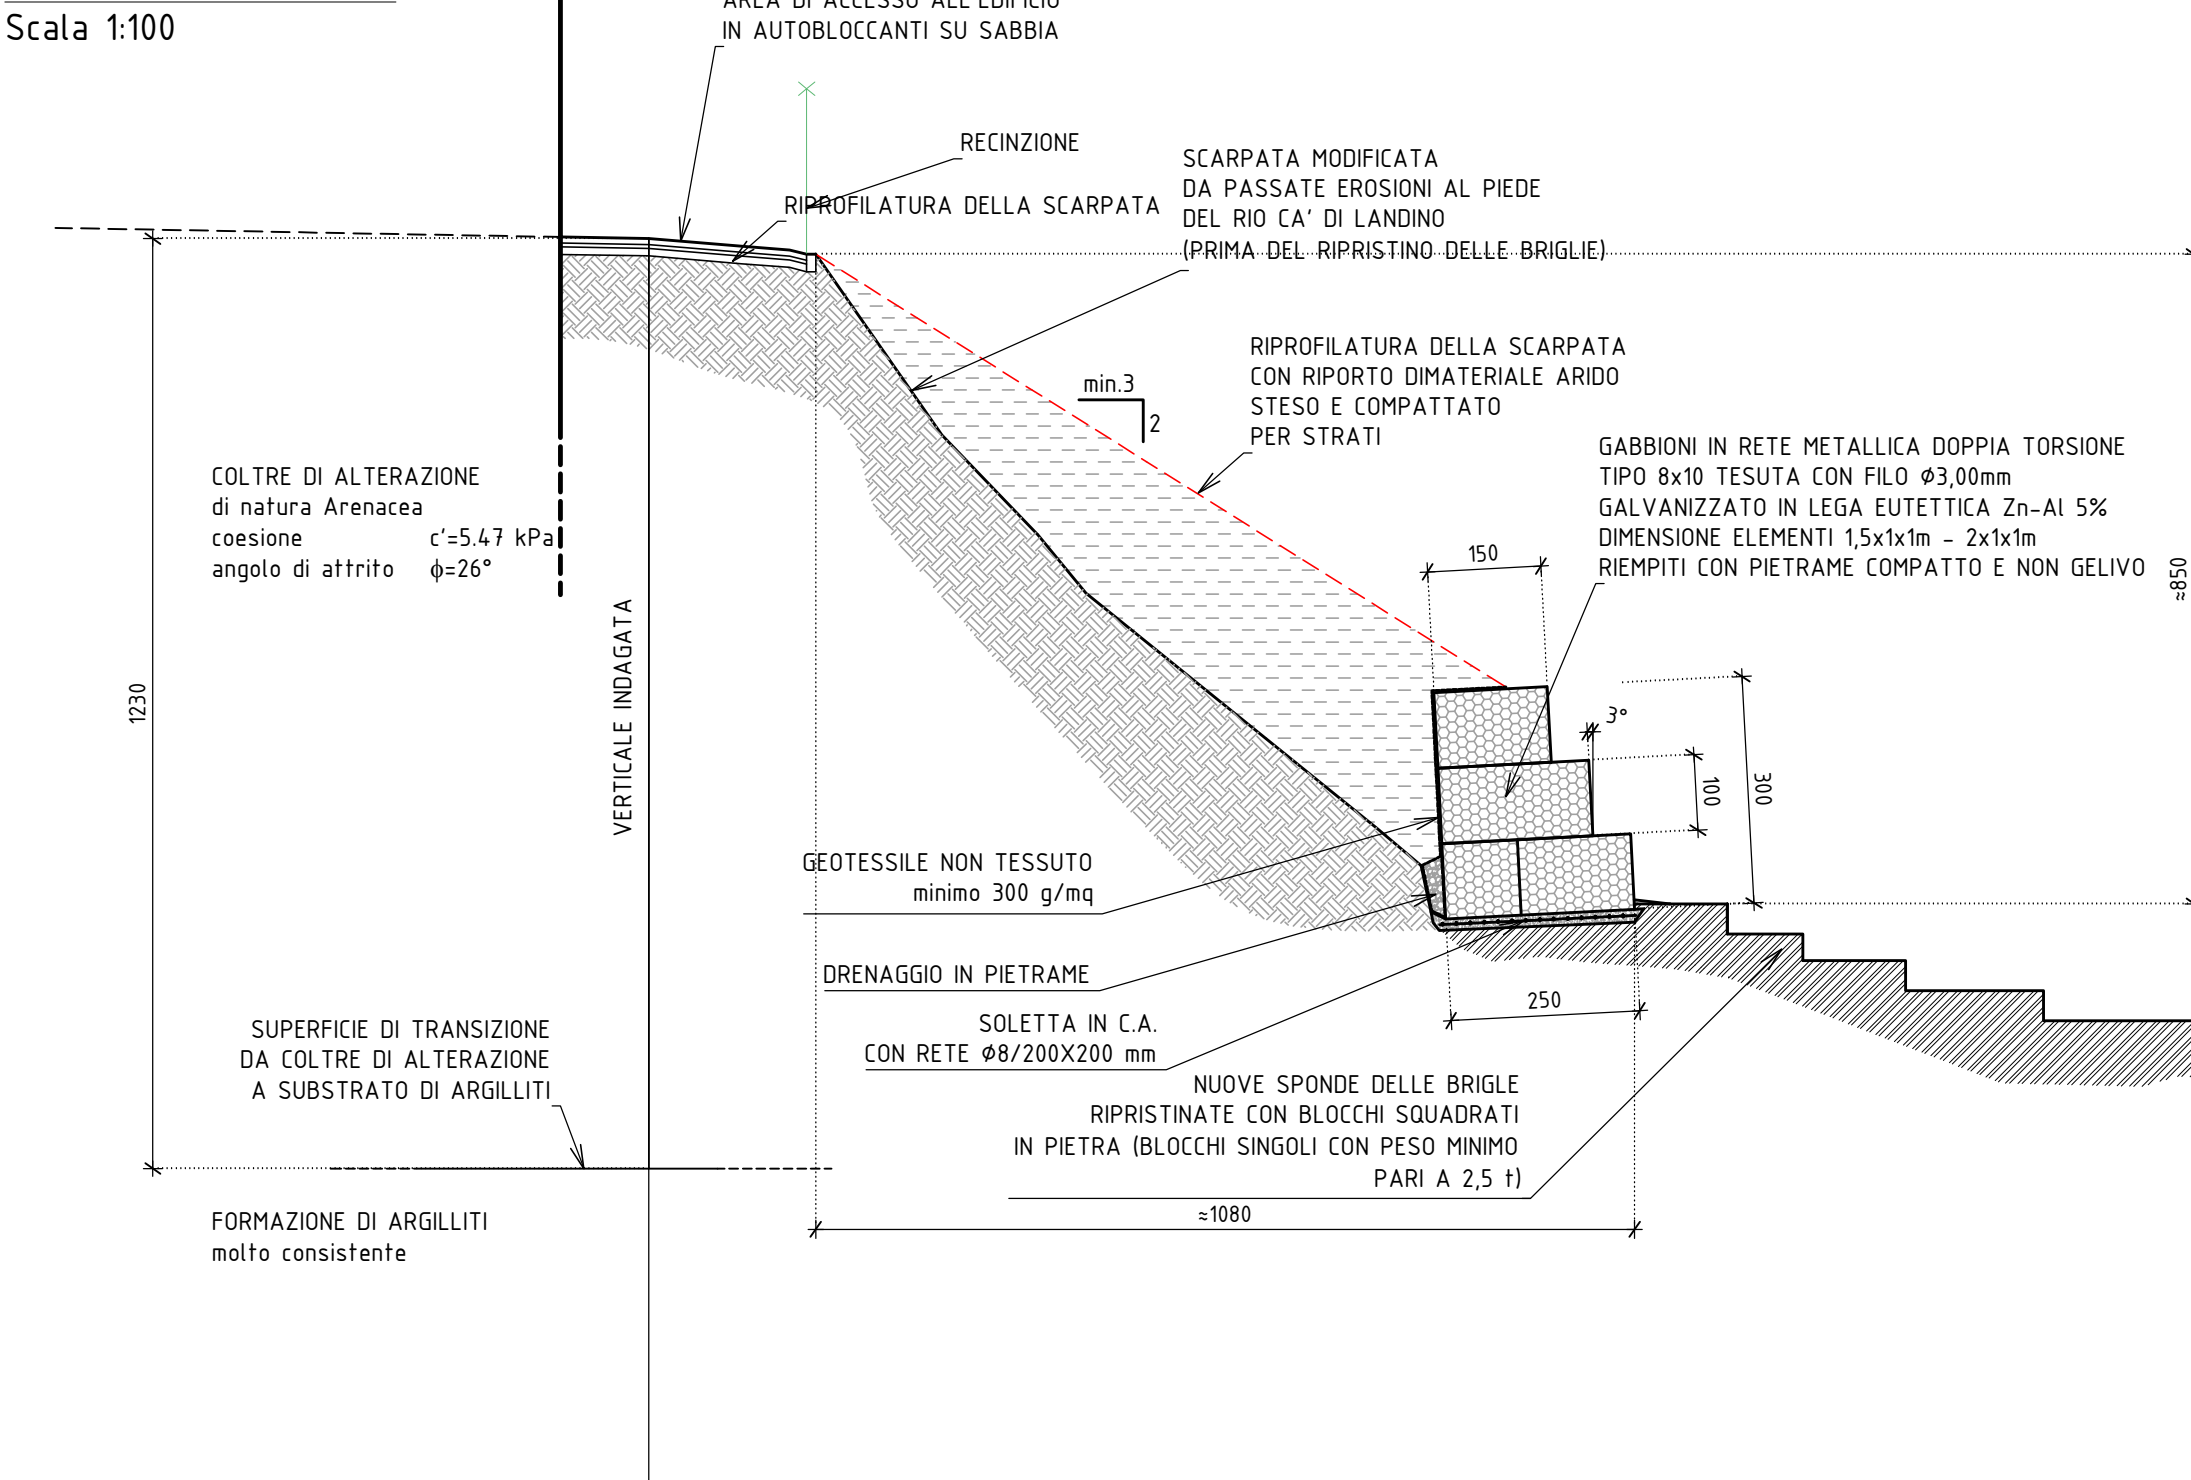 Scala 1:100
AREA DI ACCESSO ALL'EDIFICIO
IN AUTOBLOCCANTI SU SABBIA
RECINZIONE
RIPROFILATURA DELLA SCARPATA
SCARPATA MODIFICATA
DA PASSATE EROSIONI AL PIEDE
DEL RIO CA' DI LANDINO
(PRIMA DEL RIPRISTINO DELLE BRIGLIE)
RIPROFILATURA DELLA SCARPATA
CON RIPORTO DIMATERIALE ARIDO
STESO E COMPATTATO
PER STRATI
min.3
2
GABBIONI IN RETE METALLICA DOPPIA TORSIONE
TIPO 8x10 TESUTA CON FILO Ø3,00mm
GALVANIZZATO IN LEGA EUTETTICA Zn-Al 5%
DIMENSIONE ELEMENTI 1,5x1x1m - 2x1x1m
RIEMPITI CON PIETRAME COMPATTO E NON GELIVO
COLTRE DI ALTERAZIONE
di natura Arenacea
coesione c'=5.47 kPa
angolo di attrito ϕ=26°
150
≈850
VERTICALE INDAGATA
1230
3°
100
300
GEOTESSILE NON TESSUTO
minimo 300 g/mq
DRENAGGIO IN PIETRAME
250
SOLETTA IN C.A.
CON RETE Ø8/200X200 mm
SUPERFICIE DI TRANSIZIONE
DA COLTRE DI ALTERAZIONE
A SUBSTRATO DI ARGILLITI
NUOVE SPONDE DELLE BRIGLE
RIPRISTINATE CON BLOCCHI SQUADRATI
IN PIETRA (BLOCCHI SINGOLI CON PESO MINIMO
PARI A 2,5 t)
≈1080
FORMAZIONE DI ARGILLITI
molto consistente